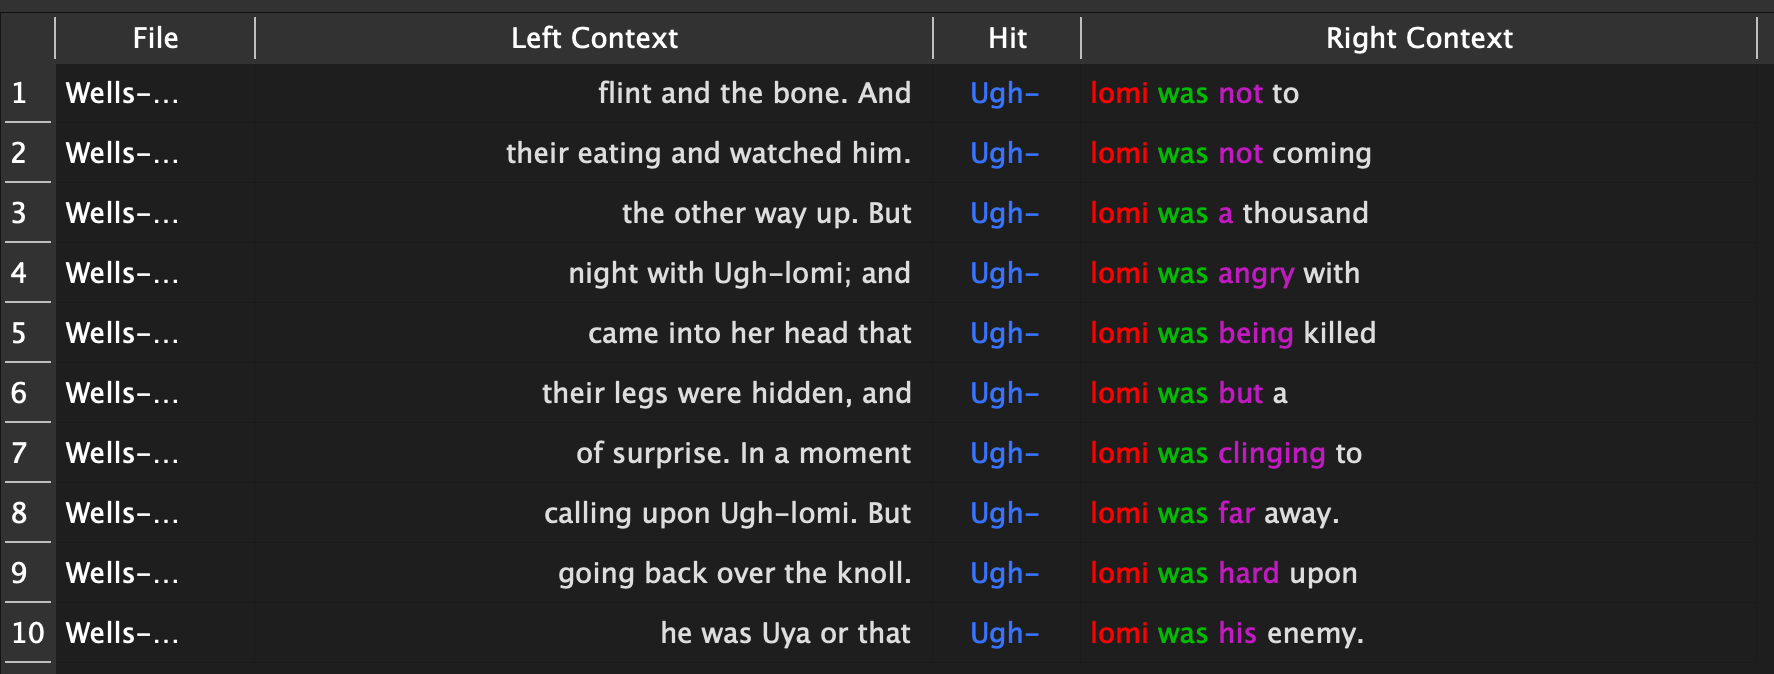 File Left Context Hit Right Context
1 Wells-... flint and the bone. And Ugh- lomi was not to
2 Wells-... their eating and watched him. Ugh- lomi was not coming
3 Wells-... the other way up. But Ugh- lomi was a thousand
4 Wells-... night with Ugh-lomi; and Ugh- lomi was angry with
5 Wells-... came into her head that Ugh- lomi was being killed
6 Wells-... their legs were hidden, and Ugh- lomi was but a
7 Wells-... of surprise. In a moment Ugh- lomi was clinging to
8 Wells-... calling upon Ugh-lomi. But Ugh- lomi was far away.
9 Wells-... going back over the knoll. Ugh- lomi was hard upon
10 Wells-... he was Uya or that Ugh- lomi was his enemy.